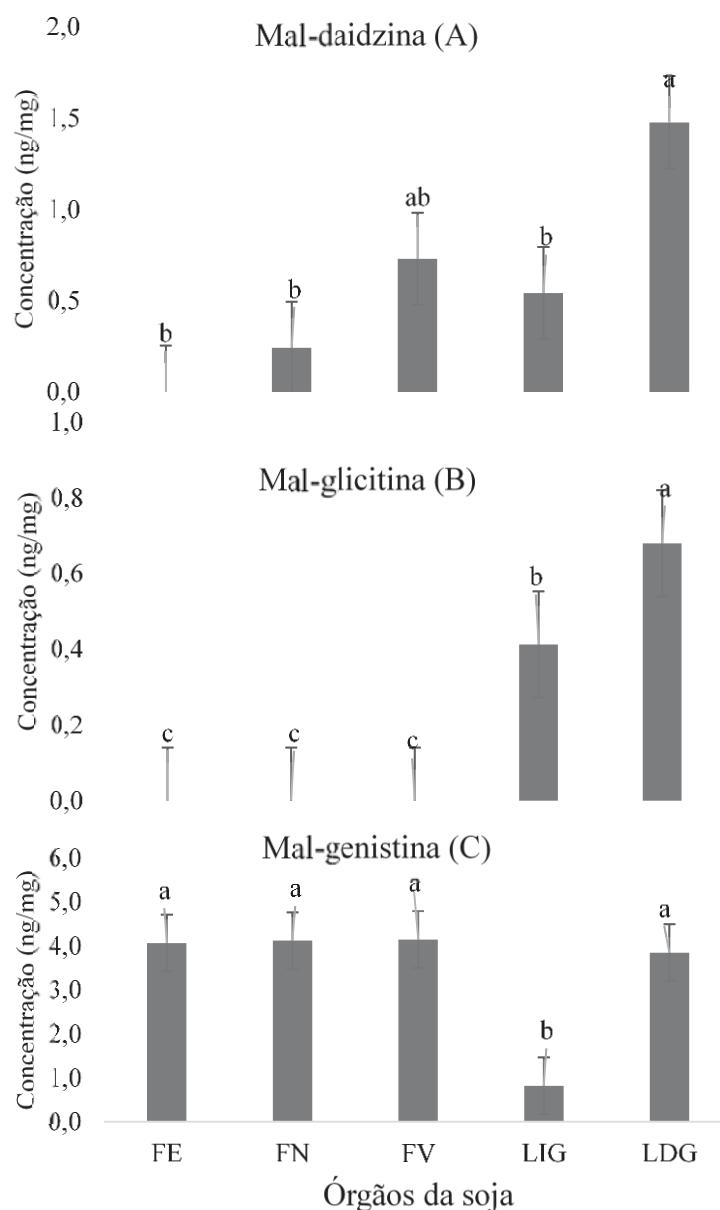 Mal-daidzina (A)
Concentração (ng/mg)
2,0
1,5
1,0
0,5
0,0
b
b
ab
b
a
Mal-glicitina (B)
Concentração (ng/mg)
1,0
0,8
0,6
0,4
0,2
0,0
c
c
c
b
a
Mal-genistina (C)
Concentração (ng/mg)
6,0
5,0
4,0
3,0
2,0
1,0
0,0
a
a
a
b
a
FE FN FV LIG LDG
Órgãos da soja